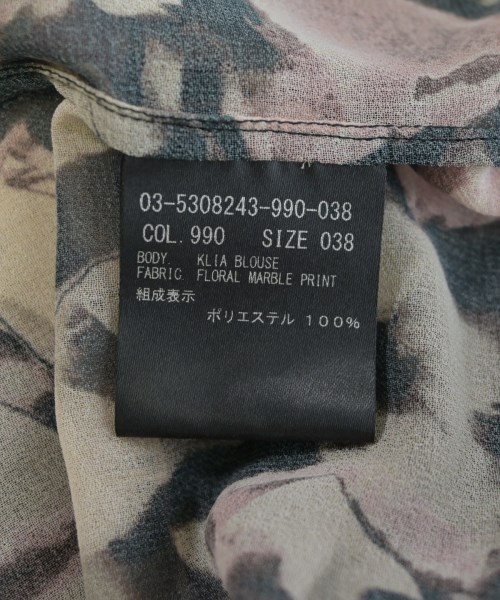 03-5308243-990-038
COL. 990 SIZE 038
BODY. KLIA BLOUSE
FABRIC. FLORAL MARBLE PRINT
組成表示
ポリエステル 100%